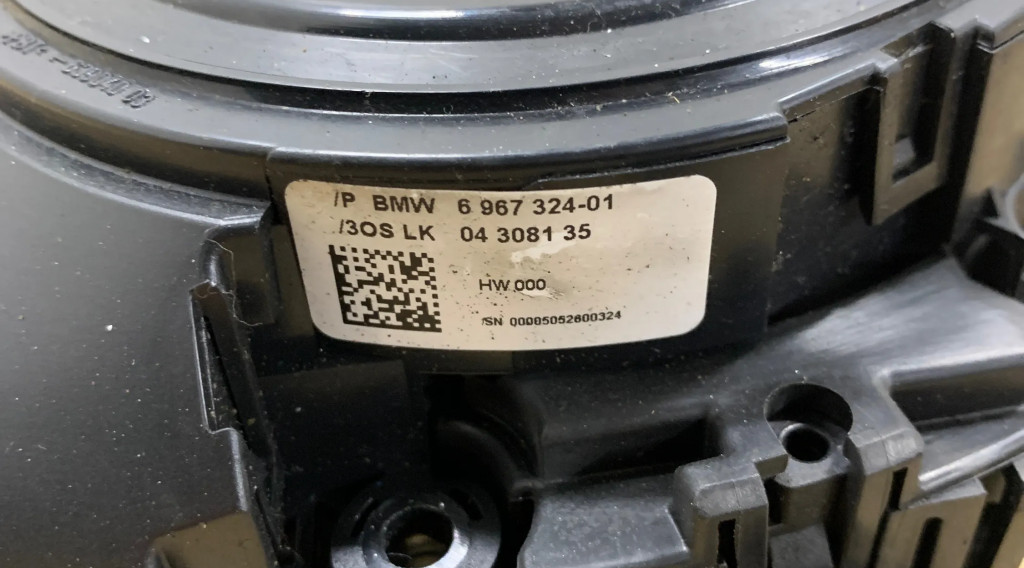 /P BMW 6 967 324-01
/3OS LK 04 3081 35
HW 000
/SN 00005052600324